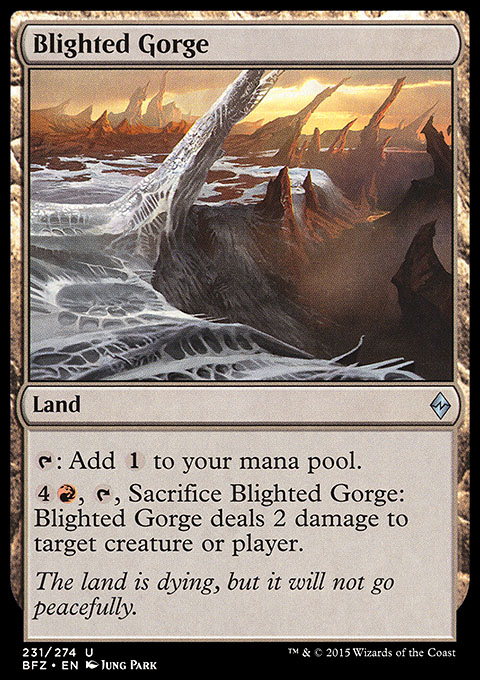 Blighted Gorge
Land
: Add 1 to your mana pool.
4, , Sacrifice Blighted Gorge:
Blighted Gorge deals 2 damage to
target creature or player.
The land is dying, but it will not go
peacefully.
231/274 U
BFZ • EN Jung Park
™ & © 2015 Wizards of the Coast